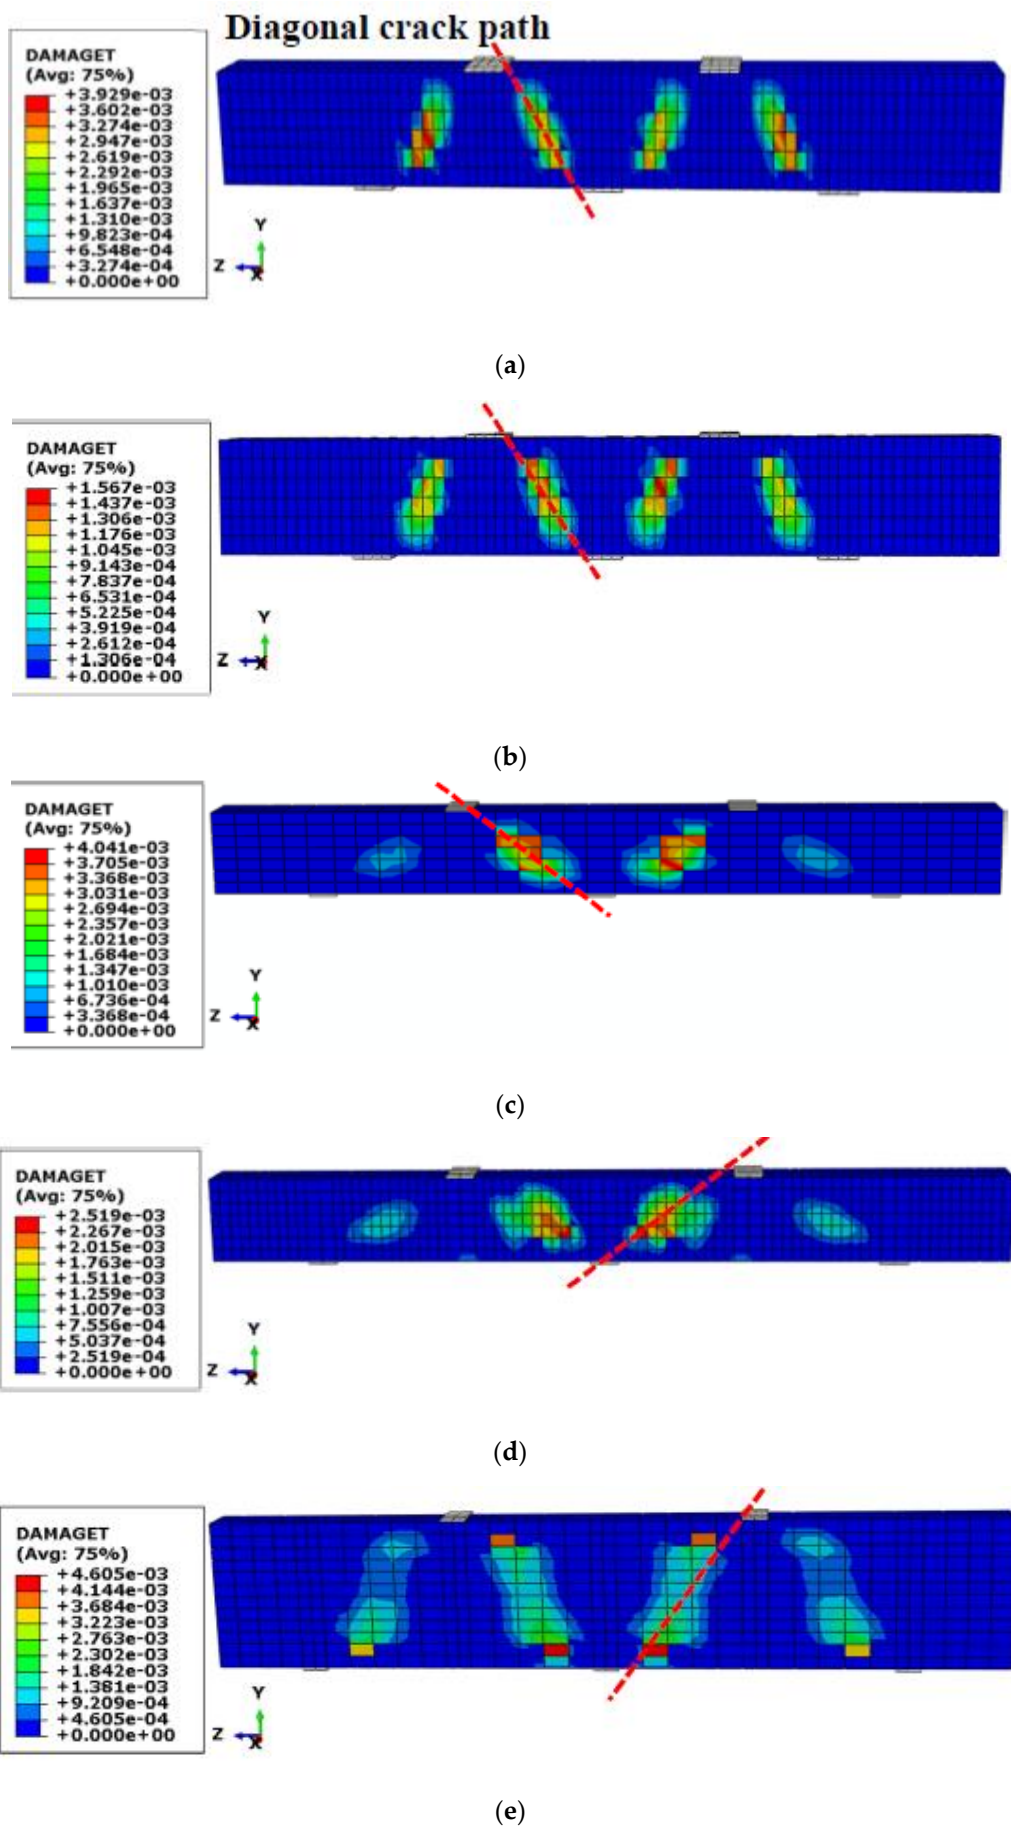 Diagonal crack path
DAMAGET
(Avg: 75%)
+3.929e-03
+3.602e-03
+3.274e-03
+2.947e-03
+2.619e-03
+2.292e-03
+1.965e-03
+1.637e-03
+1.310e-03
+9.823e-04
+6.548e-04
+3.274e-04
+0.000e+00
Y
Z
X
(a)
DAMAGET
(Avg: 75%)
+1.567e-03
+1.437e-03
+1.306e-03
+1.176e-03
+1.045e-03
+9.143e-04
+7.837e-04
+6.531e-04
+5.225e-04
+3.919e-04
+2.612e-04
+1.306e-04
+0.000e+00
Y
Z
X
(b)
DAMAGET
(Avg: 75%)
+4.041e-03
+3.705e-03
+3.368e-03
+3.031e-03
+2.694e-03
+2.357e-03
+2.021e-03
+1.684e-03
+1.347e-03
+1.010e-03
+6.736e-04
+3.368e-04
+0.000e+00
Y
Z
X
(c)
DAMAGET
(Avg: 75%)
+2.519e-03
+2.267e-03
+2.015e-03
+1.763e-03
+1.511e-03
+1.259e-03
+1.007e-03
+7.556e-04
+5.037e-04
+2.519e-04
+0.000e+00
Y
Z
X
(d)
DAMAGET
(Avg: 75%)
+4.605e-03
+4.144e-03
+3.684e-03
+3.223e-03
+2.763e-03
+2.302e-03
+1.842e-03
+1.381e-03
+9.209e-04
+4.605e-04
+0.000e+00
Y
Z
X
(e)